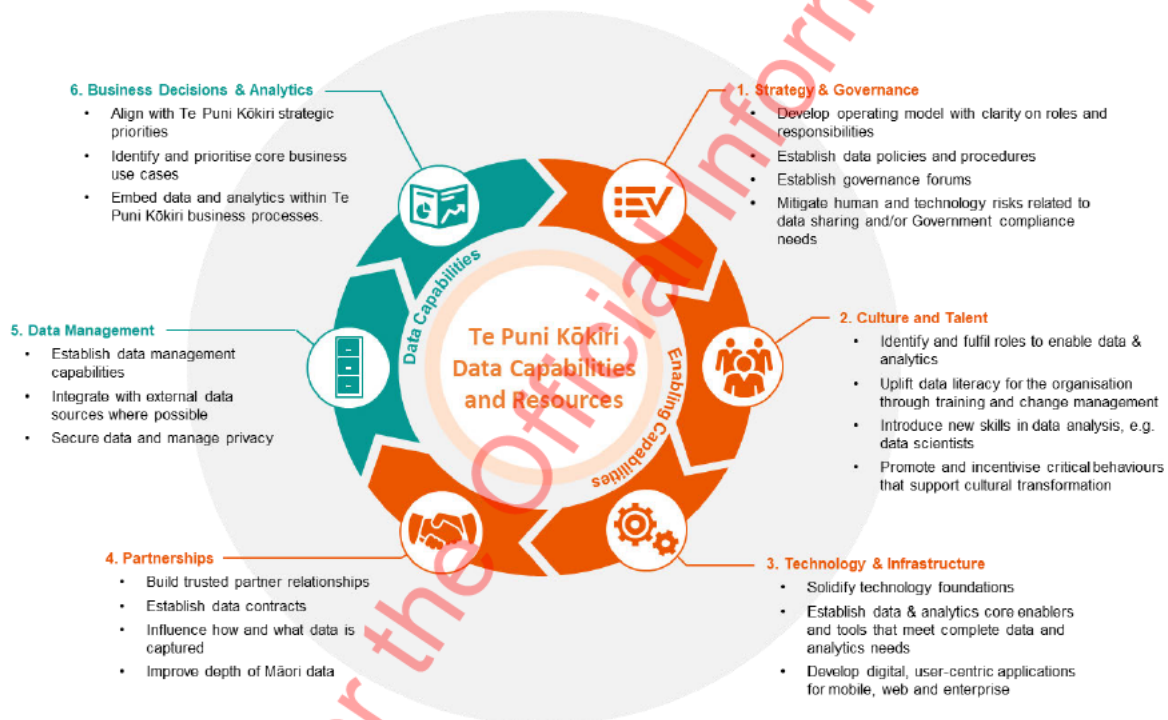 6. Business Decisions & Analytics
• Align with Te Puni Kōkiri strategic
priorities
• Identify and prioritise core business
use cases
• Embed data and analytics within Te
Puni Kōkiri business processes.
1. Strategy & Governance
• Develop operating model with clarity on roles and
responsibilities
• Establish data policies and procedures
• Establish governance forums
• Mitigate human and technology risks related to
data sharing and/or Government compliance
needs
Data Capabilities
Te Puni Kōkiri
Data Capabilities
and Resources
Enabling Capabilities
5. Data Management
• Establish data management
capabilities
• Integrate with external data
sources where possible
• Secure data and manage privacy
2. Culture and Talent
• Identify and fulfil roles to enable data &
analytics
• Uplift data literacy for the organisation
through training and change management
• Introduce new skills in data analysis, e.g.
data scientists
• Promote and incentivise critical behaviours
that support cultural transformation
4. Partnerships
• Build trusted partner relationships
• Establish data contracts
• Influence how and what data is
captured
• Improve depth of Māori data
3. Technology & Infrastructure
• Solidify technology foundations
• Establish data & analytics core enablers
and tools that meet complete data and
analytics needs
• Develop digital, user-centric applications
for mobile, web and enterprise
the Official